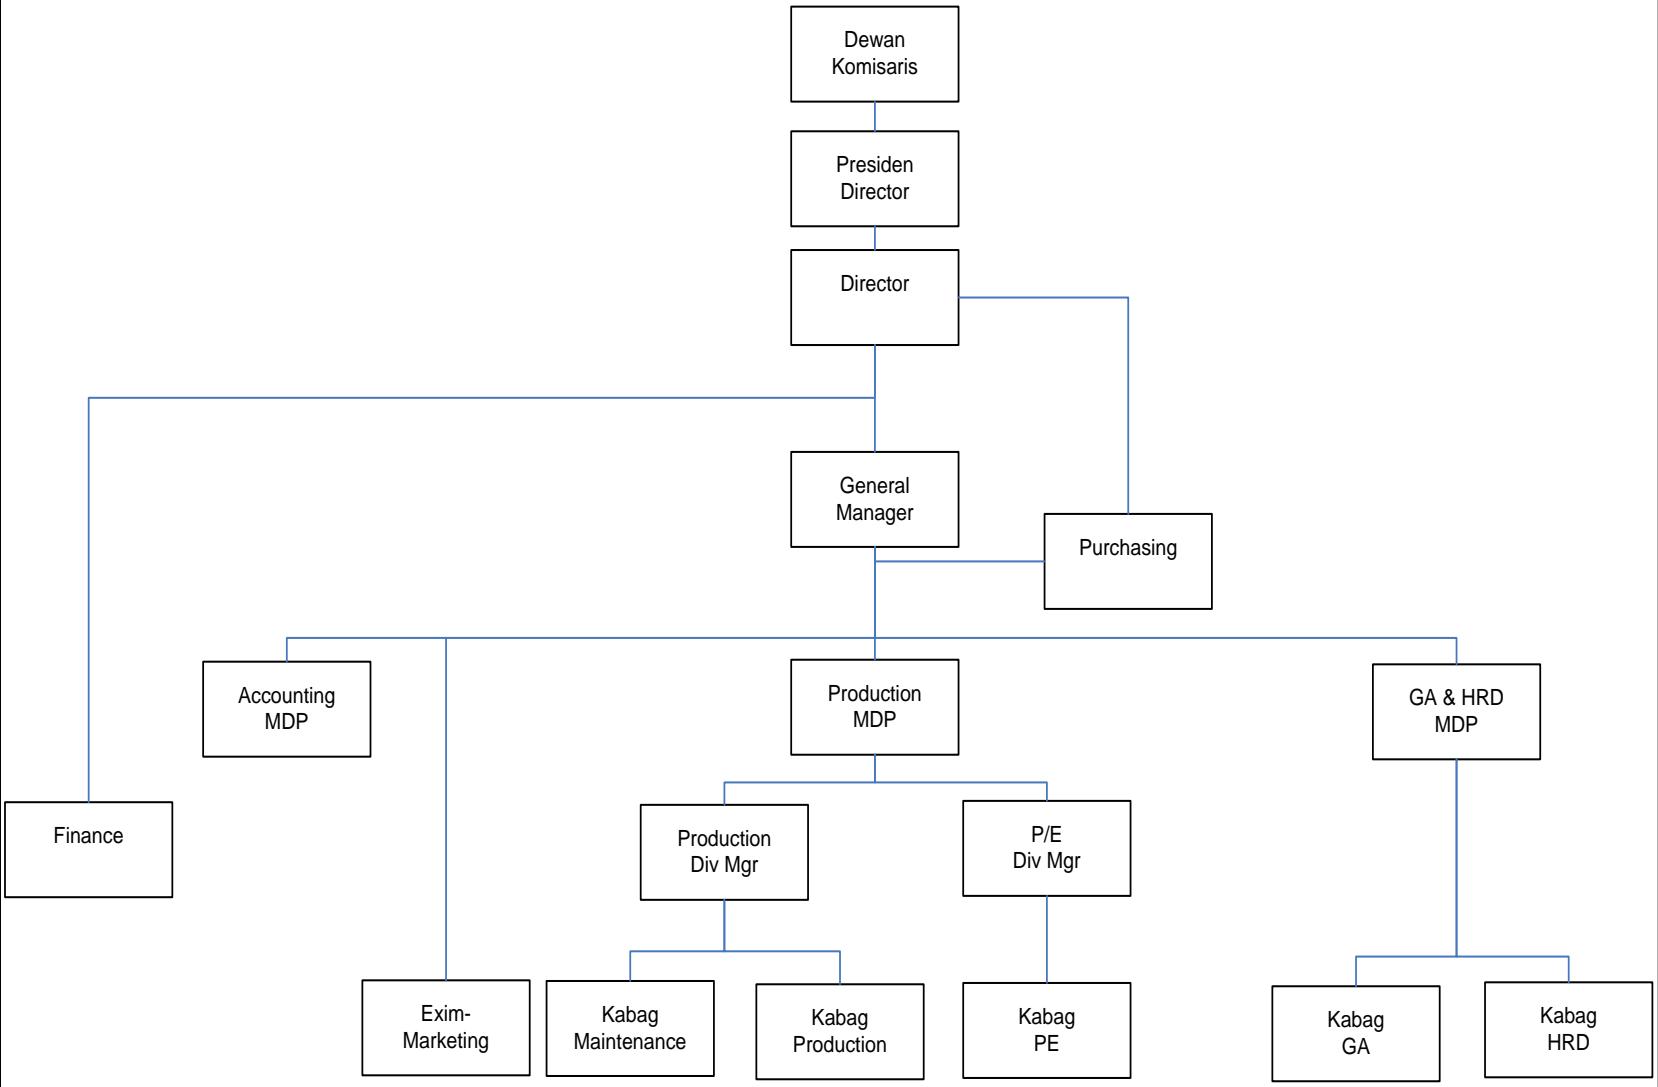 Dewan
Komisaris
Presiden
Director
Director
General
Manager
Purchasing
Accounting
MDP
Production
MDP
GA & HRD
MDP
Finance
Production
Div Mgr
P/E
Div Mgr
Exim-
Marketing
Kabag
Maintenance
Kabag
Production
Kabag
PE
Kabag
GA
Kabag
HRD